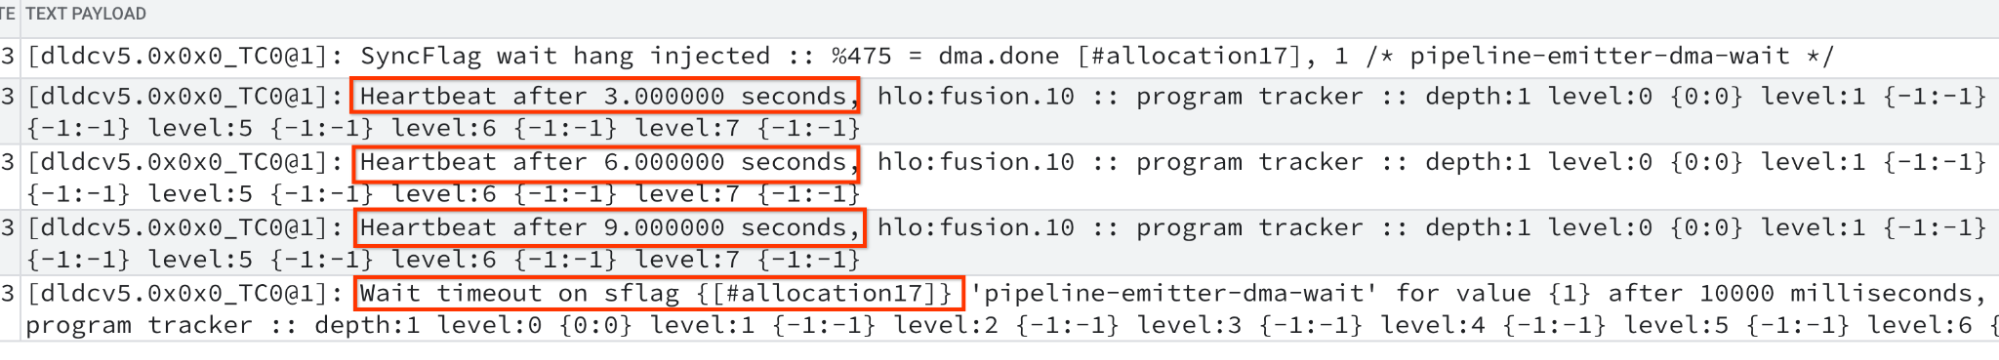 TE TEXT PAYLOAD
3 [dldcv5.0x0x0_TC0@1]: SyncFlag wait hang injected :: %475 = dma.done [#allocation17], 1 /* pipeline-emitter-dma-wait */
3 [dldcv5.0x0x0_TC0@1]: Heartbeat after 3.000000 seconds, hlo:fusion.10 :: program tracker :: depth:1 level:0 {0:0} level:1 {-1:-1}
{-1:-1} level:5 {-1:-1} level:6 {-1:-1} level:7 {-1:-1}
3 [dldcv5.0x0x0_TC0@1]: Heartbeat after 6.000000 seconds, hlo:fusion.10 :: program tracker :: depth:1 level:0 {0:0} level:1 {-1:-1}
{-1:-1} level:5 {-1:-1} level:6 {-1:-1} level:7 {-1:-1}
3 [dldcv5.0x0x0_TC0@1]: Heartbeat after 9.000000 seconds, hlo:fusion.10 :: program tracker :: depth:1 level:0 {0:0} level:1 {-1:-1}
{-1:-1} level:5 {-1:-1} level:6 {-1:-1} level:7 {-1:-1}
3 [dldcv5.0x0x0_TC0@1]: Wait timeout on sflag {[#allocation17]} 'pipeline-emitter-dma-wait' for value {1} after 10000 milliseconds,
program tracker :: depth:1 level:0 {0:0} level:1 {-1:-1} level:2 {-1:-1} level:3 {-1:-1} level:4 {-1:-1} level:5 {-1:-1} level:6 {